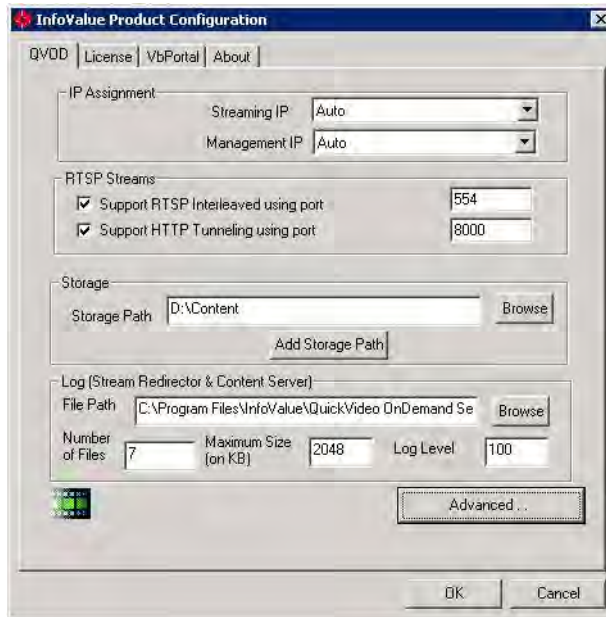 InfoValue Product Configuration
QVOD License VbPortal About
IP Assignment
Streaming IP Auto
Management IP Auto
RTSP Streams
Support RTSP Interleaved using port 554
Support HTTP Tunneling using port 8000
Storage
Storage Path D:\Content Browse
Add Storage Path
Log (Stream Redirector & Content Server)
File Path C:\Program Files\InfoValue\QuickVideo OnDemand Se Browse
Number of Files 7 Maximum Size (on KB) 2048 Log Level 100
Advanced . .
OK Cancel